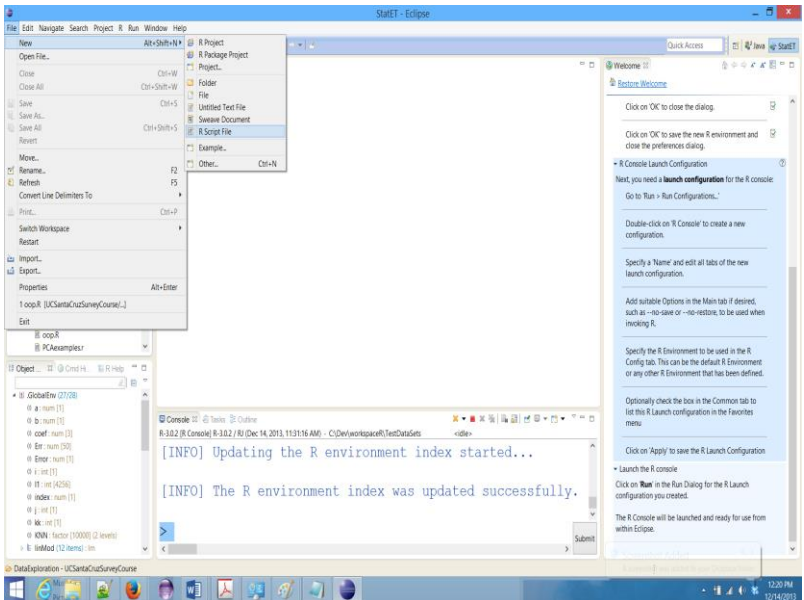 StatET - Eclipse
File Edit Navigate Search Project R Run Window Help
New Alt+Shift+N
Open File...
Close Ctrl+W
Close All Ctrl+Shift+W
Save Ctrl+S
Save As...
Save All Ctrl+Shift+S
Revert
Move...
Rename... F2
Refresh F5
Convert Line Delimiters To
Print... Ctrl+P
Switch Workspace
Restart
Import...
Export...
Properties Alt+Enter
1 oop.R [UCSantaCruzSurveyCourse/...]
Exit
R Project
R Package Project
Project...
Folder
File
Untitled Text File
Sweave Document
R Script File
Example...
Other... Ctrl+N
Quick Access
Java
StatET
oop.R
PCAexamples.r
Object ... Cmd Hi... R Help
.GlobalEnv (27/28)
a : num [1]
b : num [1]
coef : num [3]
Err : num [50]
Error : num [1]
i : int [1]
I1 : int [4256]
index : num [1]
j : int [1]
kk : int [1]
KNN : factor [10000] (2 levels)
linMod (12 items) : lm
Console Tasks Outline
R-3.0.2 [R Console] R-3.0.2 / RJ (Dec 14, 2013, 11:31:16 AM) - C:\Dev\workspaceR\TestDataSets <idle>
[INFO] Updating the R environment index started...
[INFO] The R environment index was updated successfully.
>
Submit
Welcome
Restore Welcome
Click on 'OK' to close the dialog.
Click on 'OK' to save the new R environment and
close the preferences dialog.
R Console Launch Configuration
Next, you need a launch configuration for the R console:
Go to 'Run > Run Configurations...'
Double-click on 'R Console' to create a new
configuration.
Specify a 'Name' and edit all tabs of the new
launch configuration.
Add suitable Options in the Main tab if desired,
such as --no-save or --no-restore, to be used when
invoking R.
Specify the R Environment to be used in the R
Config tab. This can be the default R Environment
or any other R Environment that has been defined.
Optionally check the box in the Common tab to
list this R Launch configuration in the Favorites
menu
Click on 'Apply' to save the R Launch Configuration
Launch the R console
Click on 'Run' in the Run Dialog for the R Launch
configuration you created.
The R Console will be launched and ready for use from
within Eclipse.
DataExploration - UCSantaCruzSurveyCourse
12:20 PM
12/14/2013